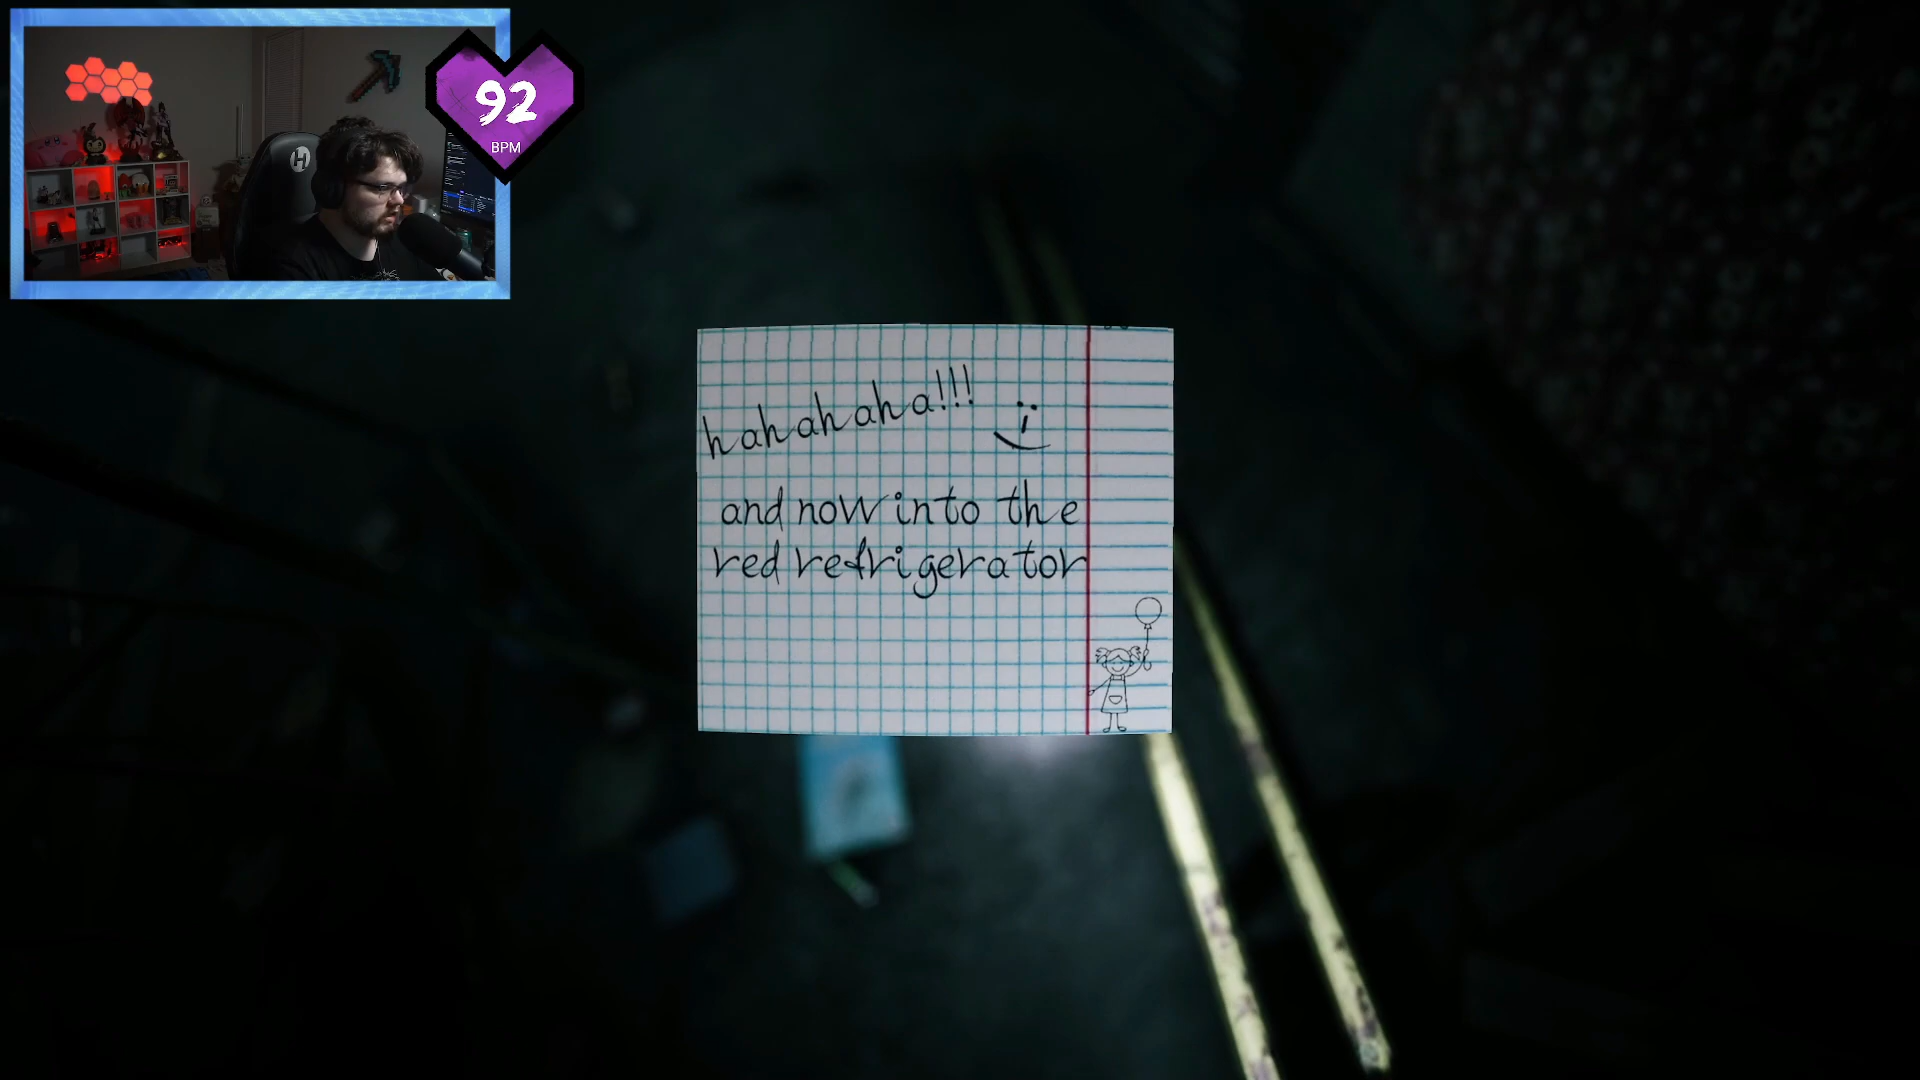 92
BPM
hahahaha!!!
and now into the
red refrigerator